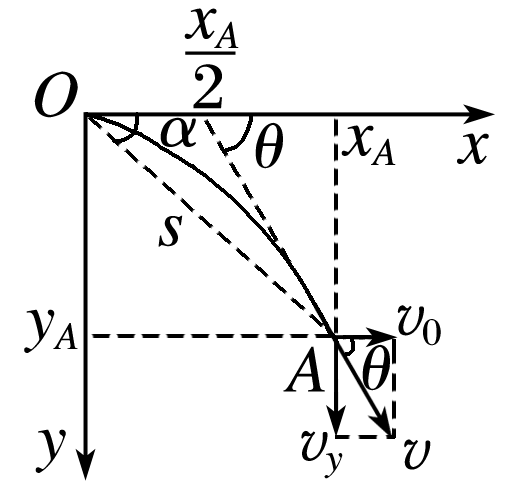 x_A
2
O α θ x_A x
s
y_A v_0
A θ
y v_y v